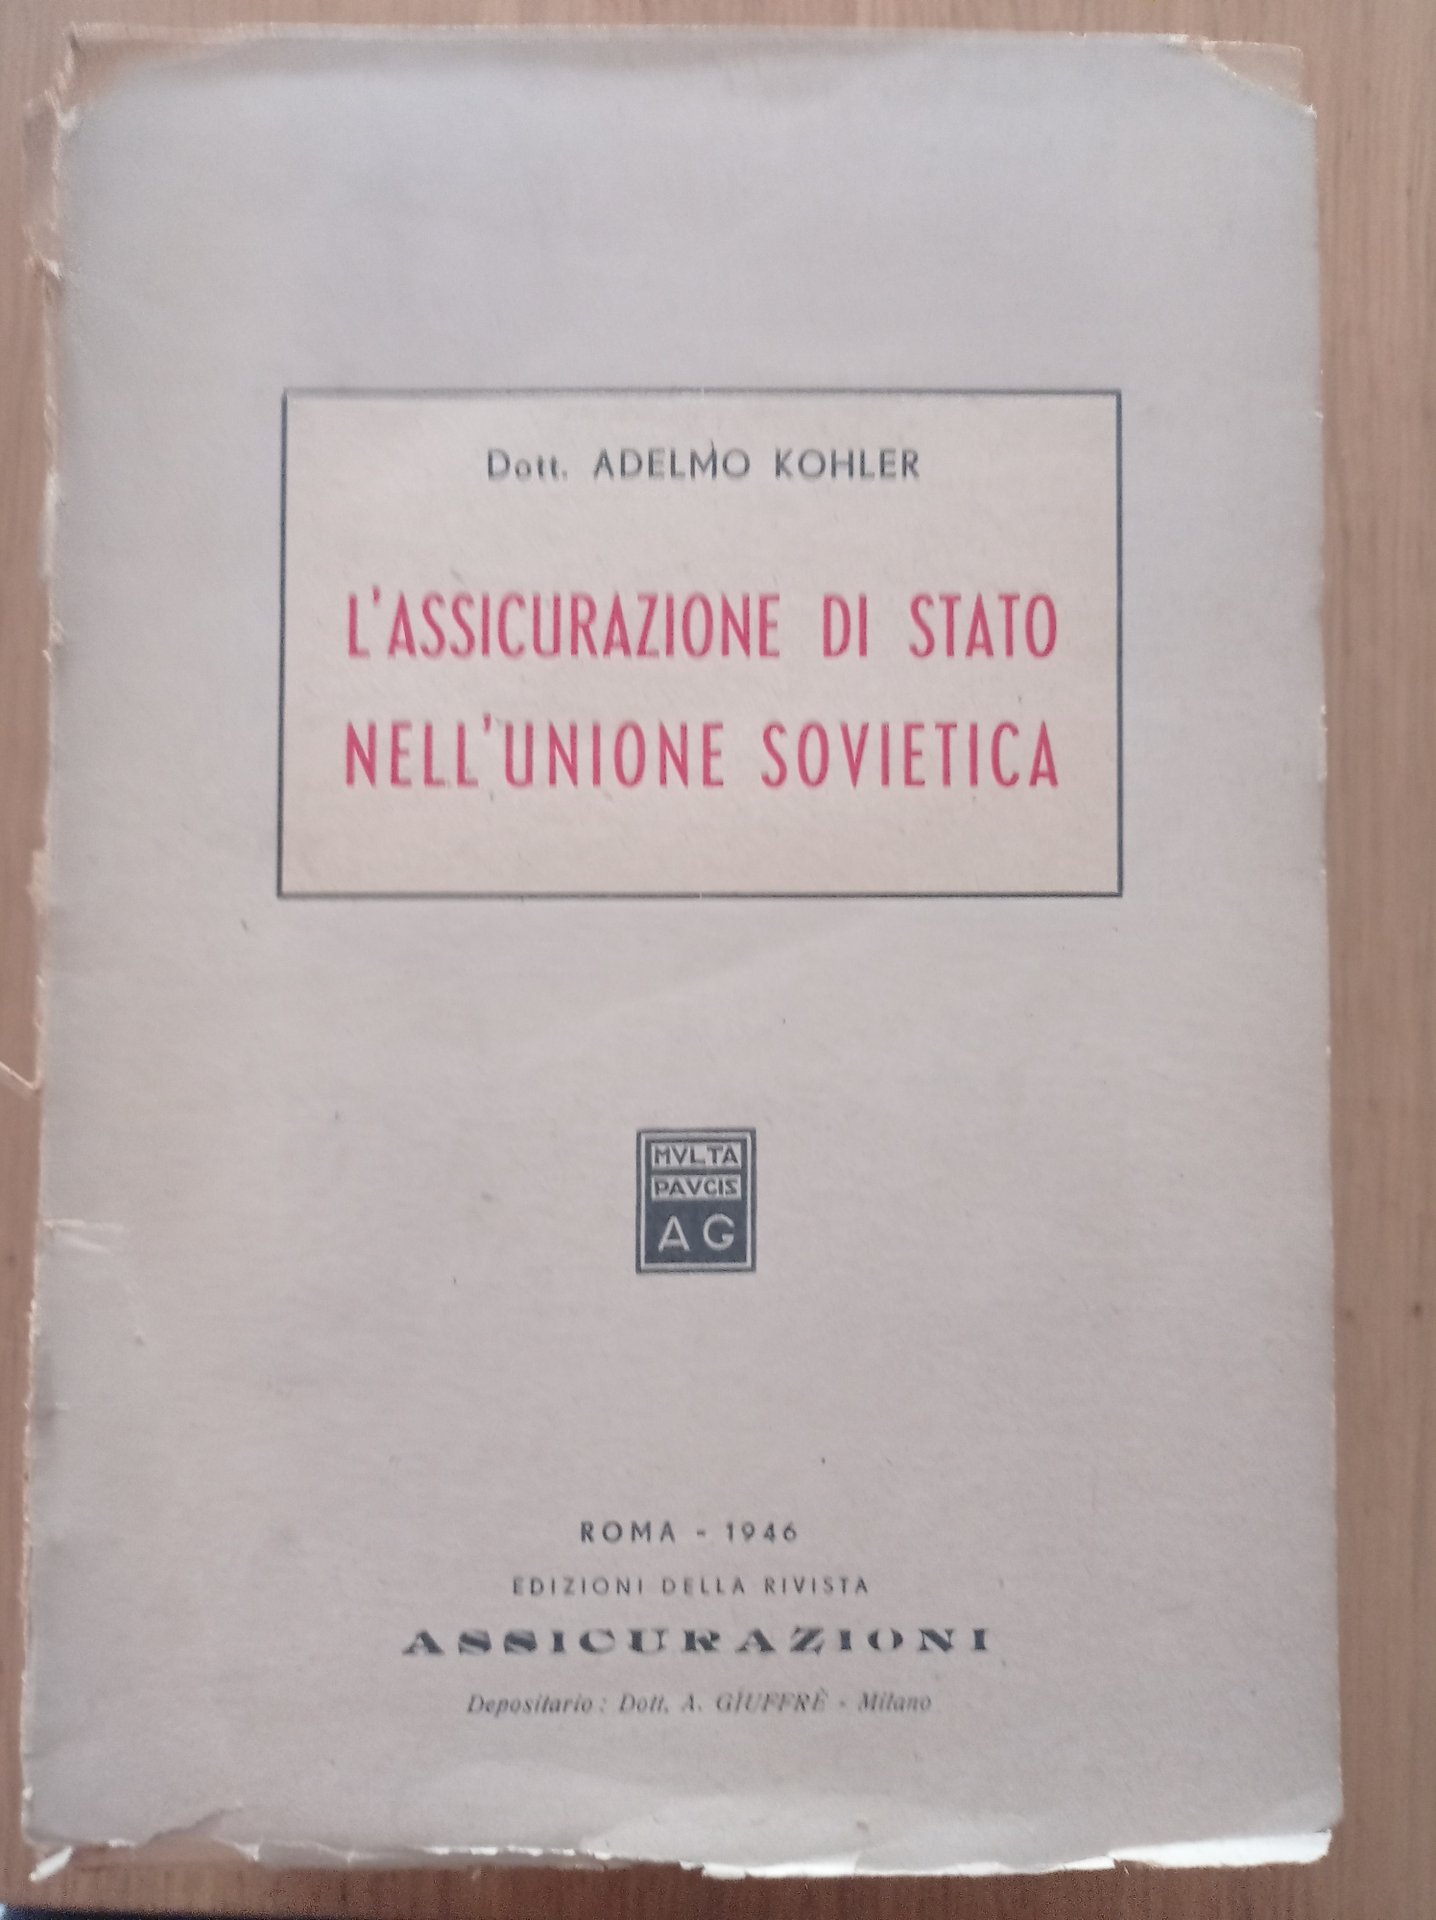 Dott. ADELMO KOHLER
L'ASSICURAZIONE DI STATO
NELL'UNIONE SOVIETICA
MVLTA
PAVCIS
AG
ROMA - 1946
EDIZIONI DELLA RIVISTA
ASSICURAZIONI
Depositario: Dott. A. GIUFFRÈ - Milano